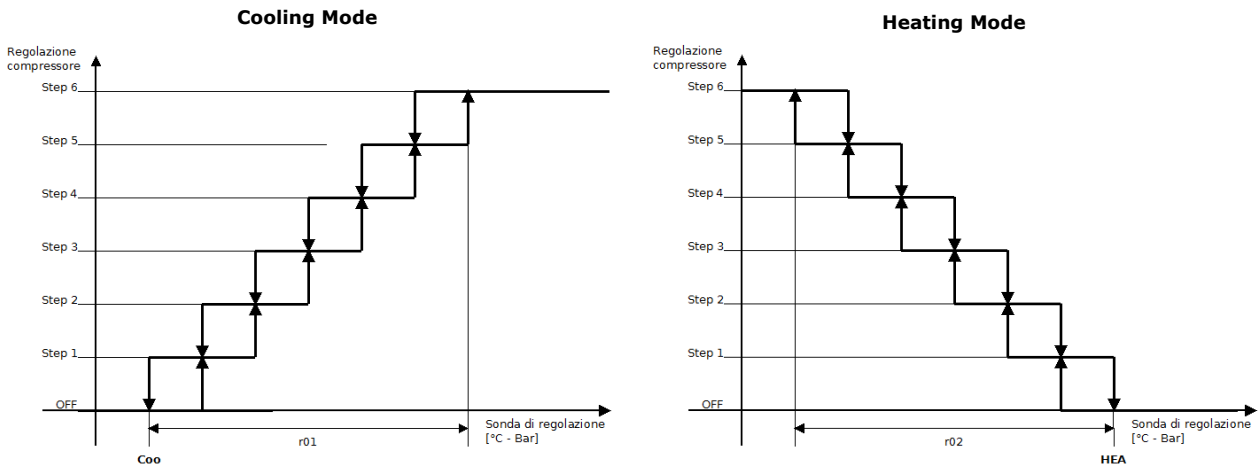 Cooling Mode
Regolazione
compressore
Step 6
Step 5
Step 4
Step 3
Step 2
Step 1
OFF
Sonda di regolazione
[°C - Bar]
r01
Coo
Heating Mode
Regolazione
compressore
Step 6
Step 5
Step 4
Step 3
Step 2
Step 1
OFF
Sonda di regolazione
[°C - Bar]
r02
HEA